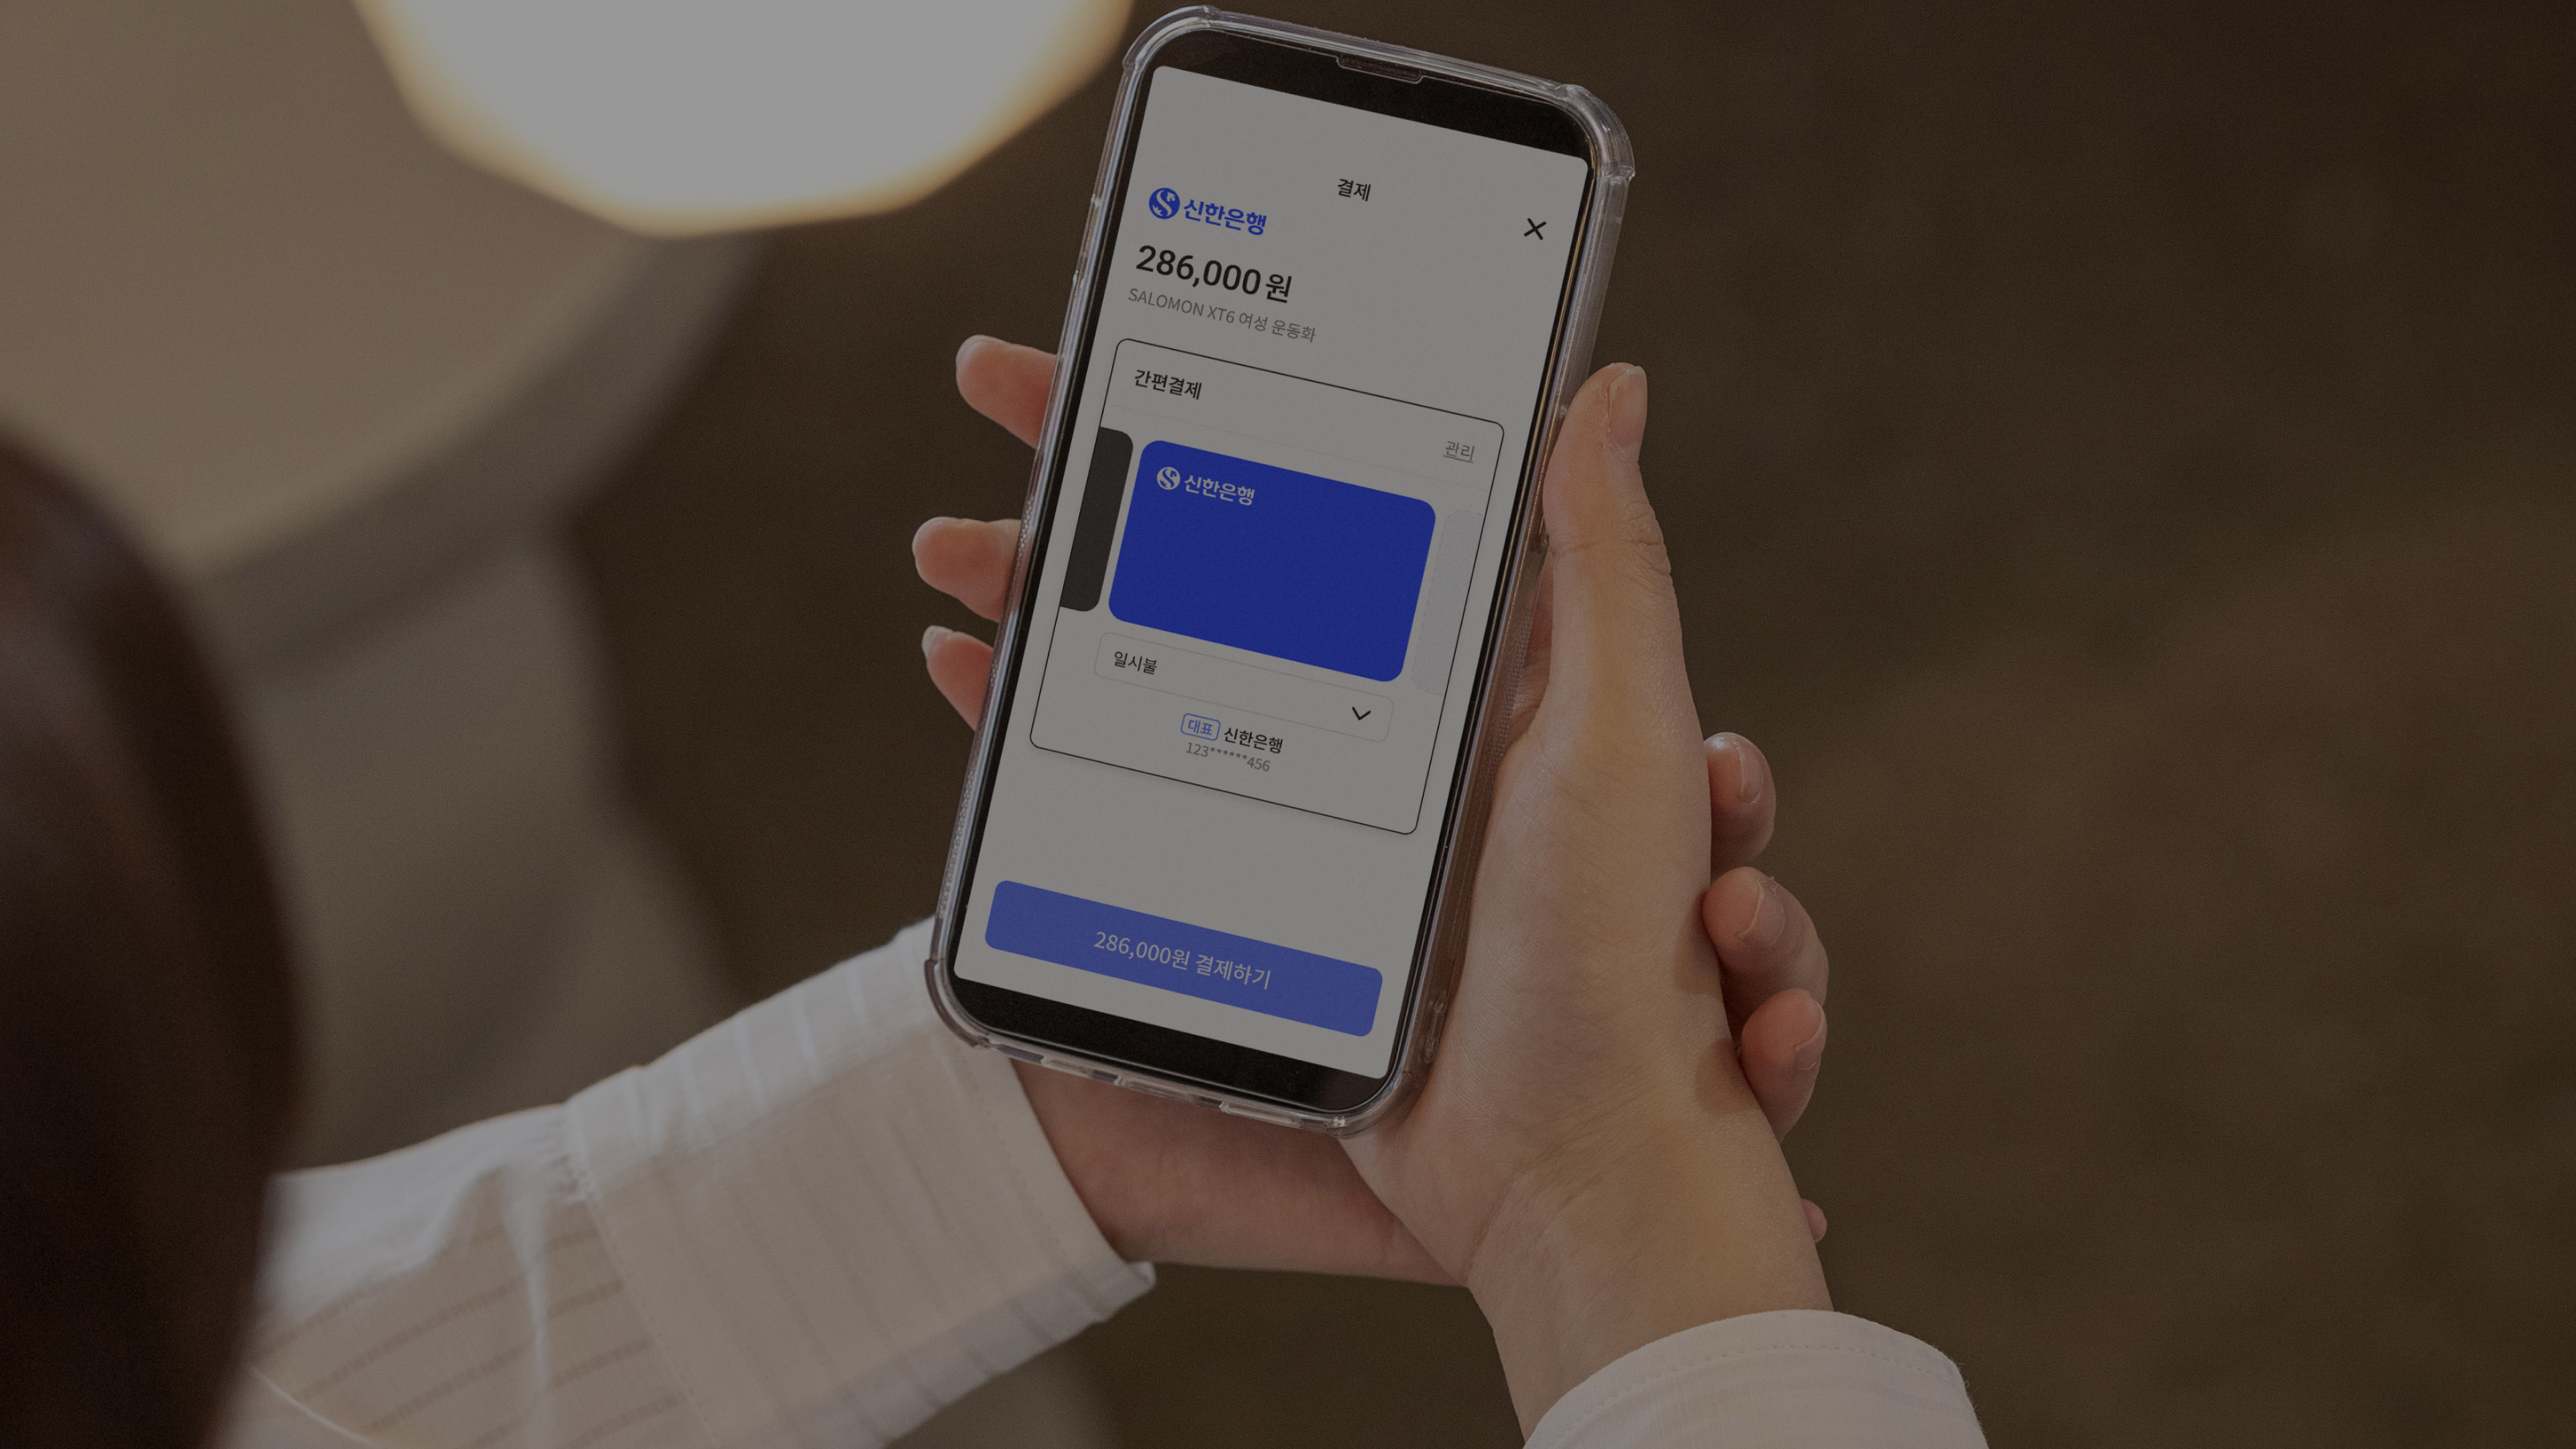 결제
신한은행
286,000원
SALOMON XT6 여성 운동화
간편결제
관리
신한은행
일시불
대표 신한은행
123******456
286,000원 결제하기